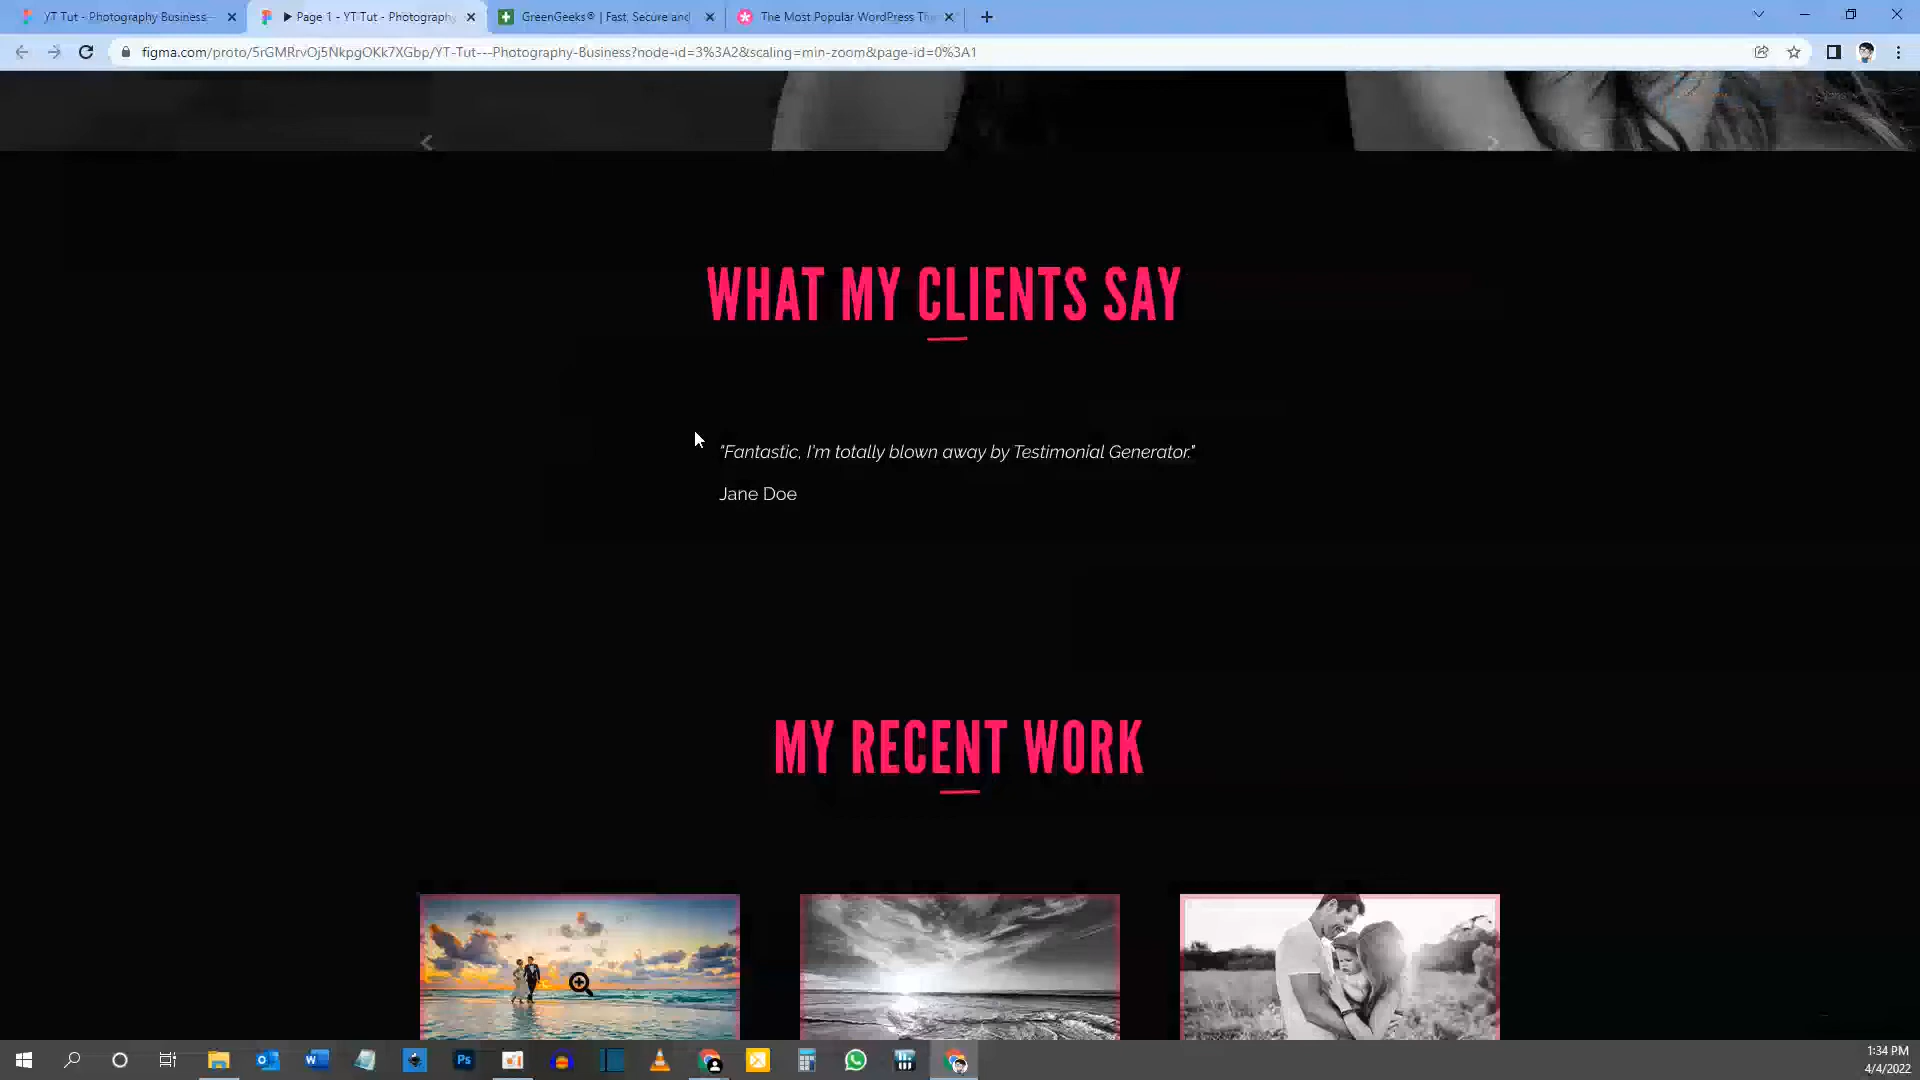 YT Tut - Photography Business
Page 1 - YT Tut - Photography
GreenGeeks® | Fast, Secure and
The Most Popular WordPress The
figma.com/proto/5rGMRrvOj5NkpgOKk7XGbp/YT-Tut---Photography-Business?node-id=3%3A2&scaling=min-zoom&page-id=0%3A1
WHAT MY CLIENTS SAY
"Fantastic, I'm totally blown away by Testimonial Generator."
Jane Doe
MY RECENT WORK
Ps
1:34 PM
4/4/2022